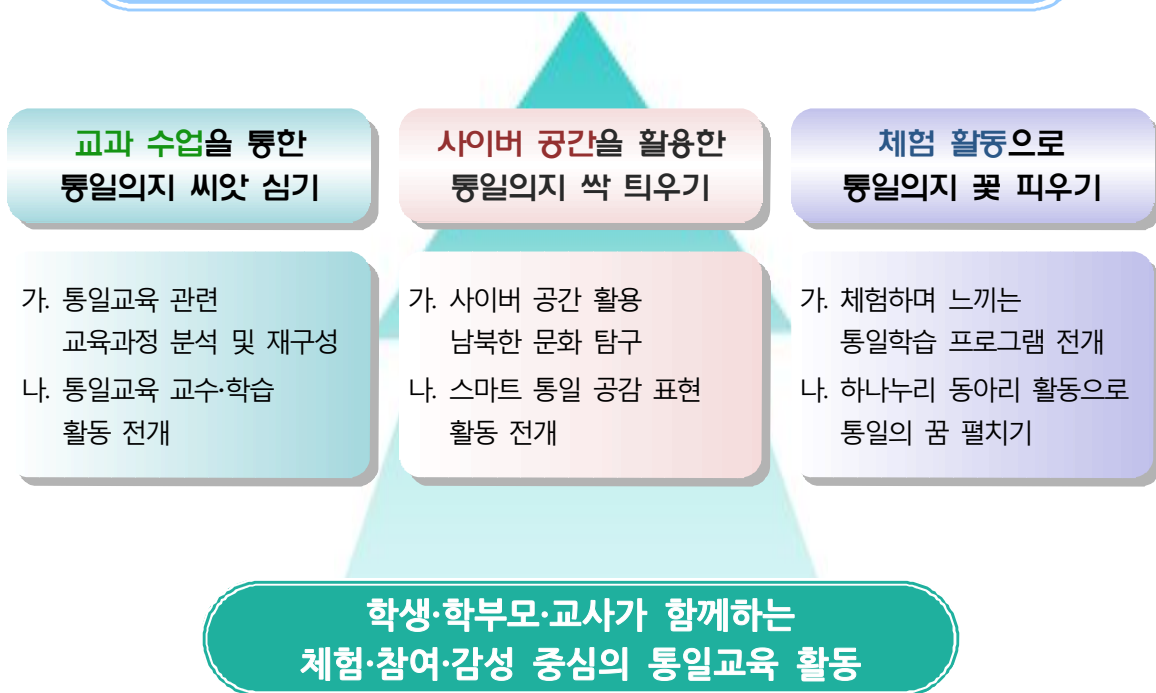 교과 수업을 통한
통일의지 씨앗 심기
가. 통일교육 관련
교육과정 분석 및 재구성
나. 통일교육 교수·학습
활동 전개
사이버 공간을 활용한
통일의지 싹 틔우기
가. 사이버 공간 활용
남북한 문화 탐구
나. 스마트 통일 공감 표현
활동 전개
체험 활동으로
통일의지 꽃 피우기
가. 체험하며 느끼는
통일학습 프로그램 전개
나. 하나누리 동아리 활동으로
통일의 꿈 펼치기
학생·학부모·교사가 함께하는
체험·참여·감성 중심의 통일교육 활동